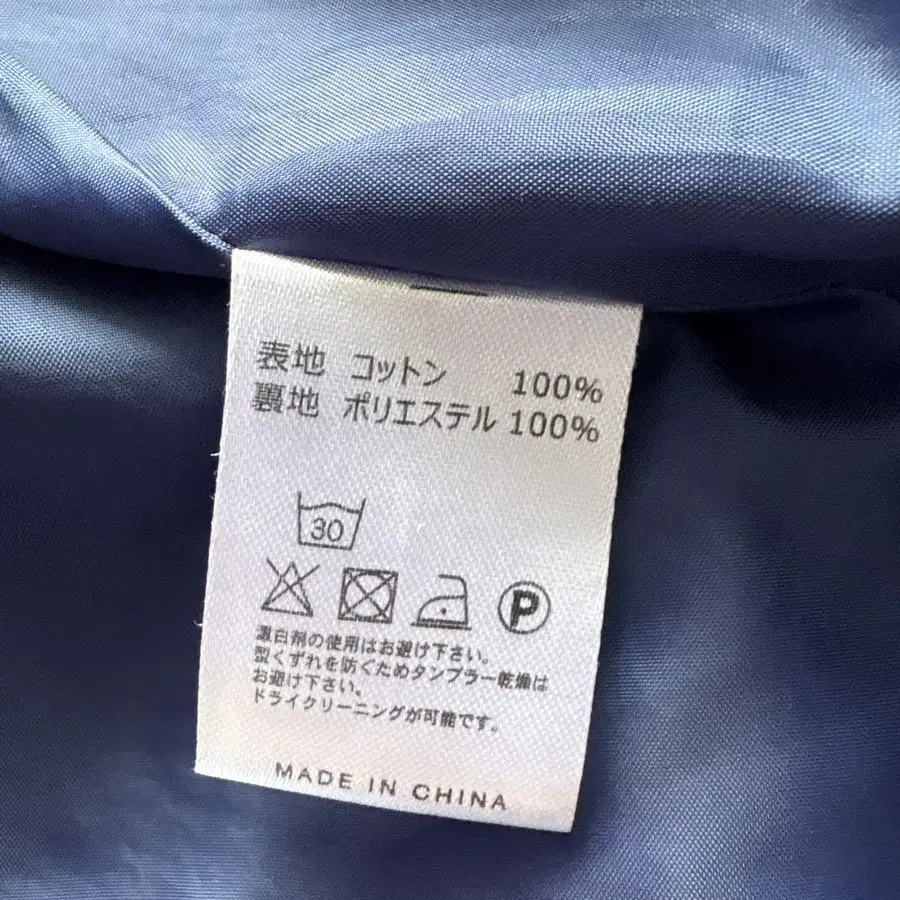 表地 コットン 100%
裏地 ポリエステル 100%
30
P
漂白剤の使用はお避け下さい。
型くずれを防ぐためタンブラー乾燥は
お避け下さい。
ドライクリーニングが可能です。
MADE IN CHINA